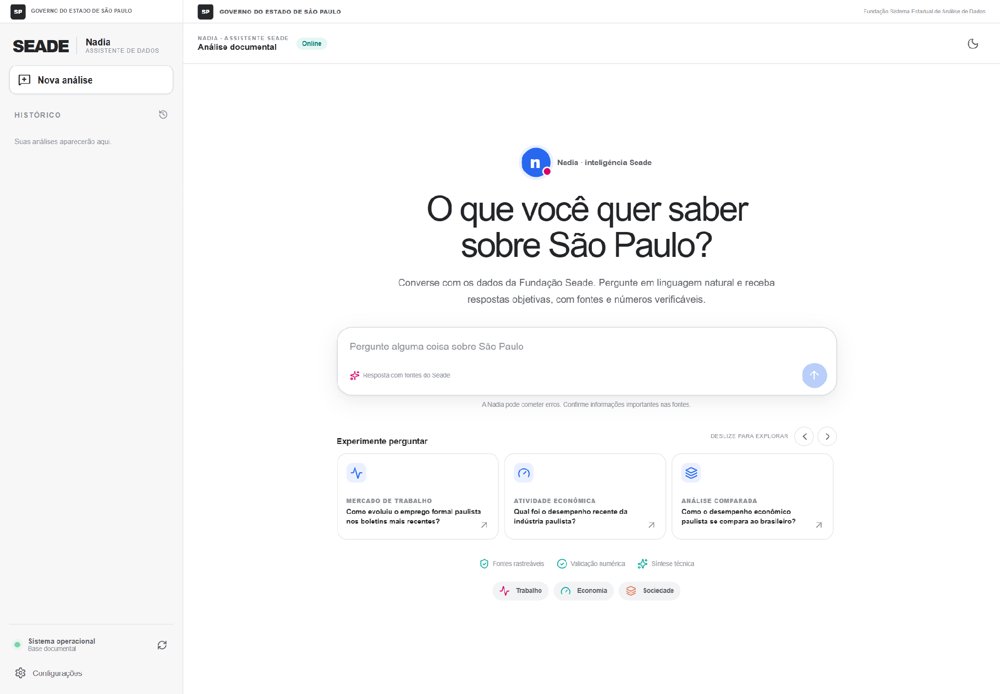 SP GOVERNO DO ESTADO DE SÃO PAULO
SEADE
Nadia
ASSISTENTE DE DADOS
Nova análise
HISTÓRICO
Suas análises aparecerão aqui.
Sistema operacional
Base documental
Configurações
SP GOVERNO DO ESTADO DE SÃO PAULO
Fundação Sistema Estadual de Análise de Dados
NADIA · ASSISTENTE SEADE
Análise documental
Online
n
Nadia · inteligência Seade
O que você quer saber
sobre São Paulo?
Converse com os dados da Fundação Seade. Pergunte em linguagem natural e receba
respostas objetivas, com fontes e números verificáveis.
Pergunte alguma coisa sobre São Paulo
Resposta com fontes do Seade
A Nadia pode cometer erros. Confirme informações importantes nas fontes.
Experimente perguntar
DESLIZE PARA EXPLORAR
MERCADO DE TRABALHO
Como evoluiu o emprego formal paulista
nos boletins mais recentes?
ATIVIDADE ECONÔMICA
Qual foi o desempenho recente da
indústria paulista?
ANÁLISE COMPARADA
Como o desempenho econômico
paulista se compara ao brasileiro?
Fontes rastreáveis
Validação numérica
Síntese técnica
Trabalho
Economia
Sociedade